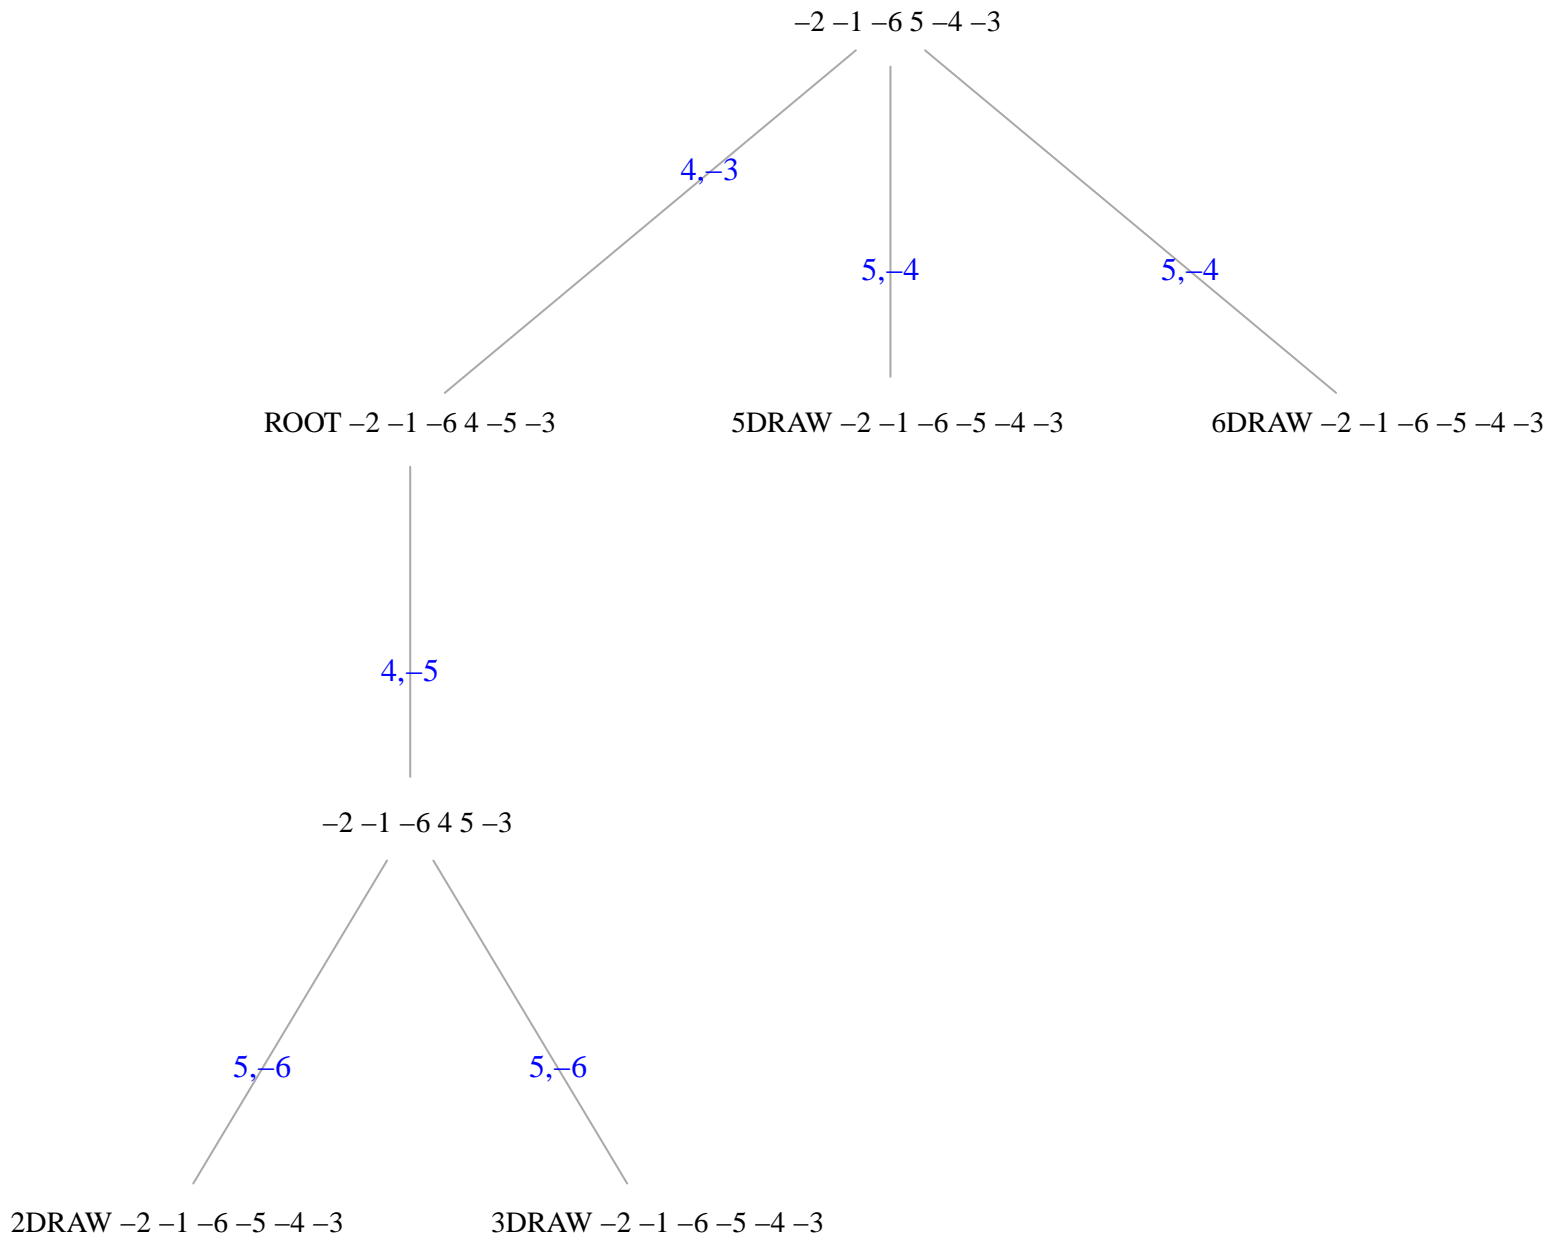 –2 –1 –6 5 –4 –3
4,–3
5,–4
5,–4
ROOT –2 –1 –6 4 –5 –3
5DRAW –2 –1 –6 –5 –4 –3
6DRAW –2 –1 –6 –5 –4 –3
4,–5
–2 –1 –6 4 5 –3
5,–6
5,–6
2DRAW –2 –1 –6 –5 –4 –3
3DRAW –2 –1 –6 –5 –4 –3